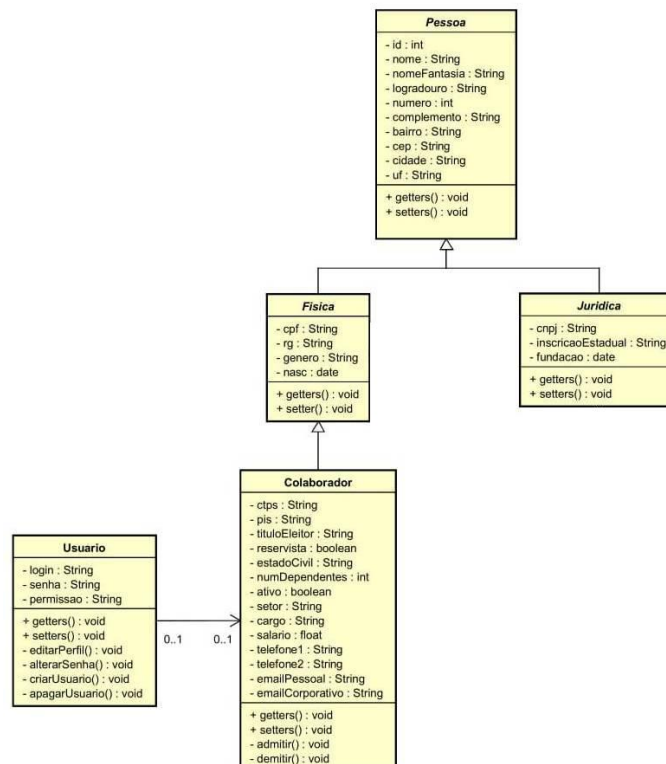 Pessoa
- id : int
- nome : String
- nomeFantasia : String
- logradouro : String
- numero : int
- complemento : String
- bairro : String
- cep : String
- cidade : String
- uf : String
+ getters() : void
+ setters() : void
Fisica
- cpf : String
- rg : String
- genero : String
- nasc : date
+ getters() : void
+ setter() : void
Juridica
- cnpj : String
- inscricaoEstadual : String
- fundacao : date
+ getters() : void
+ setters() : void
Colaborador
- ctps : String
- pis : String
- tituloEleitor : String
- reservista : boolean
- estadoCivil : String
- numDependentes : int
- ativo : boolean
- setor : String
- cargo : String
- salario : float
- telefone1 : String
- telefone2 : String
- emailPessoal : String
- emailCorporativo : String
+ getters() : void
+ setters() : void
- admitir() : void
- demitir() : void
Usuario
- login : String
- senha : String
- permissao : String
+ getters() : void
+ setters() : void
- editarPerfil() : void
- alterarSenha() : void
- criarUsuario() : void
- apagarUsuario() : void
0..1
0..1